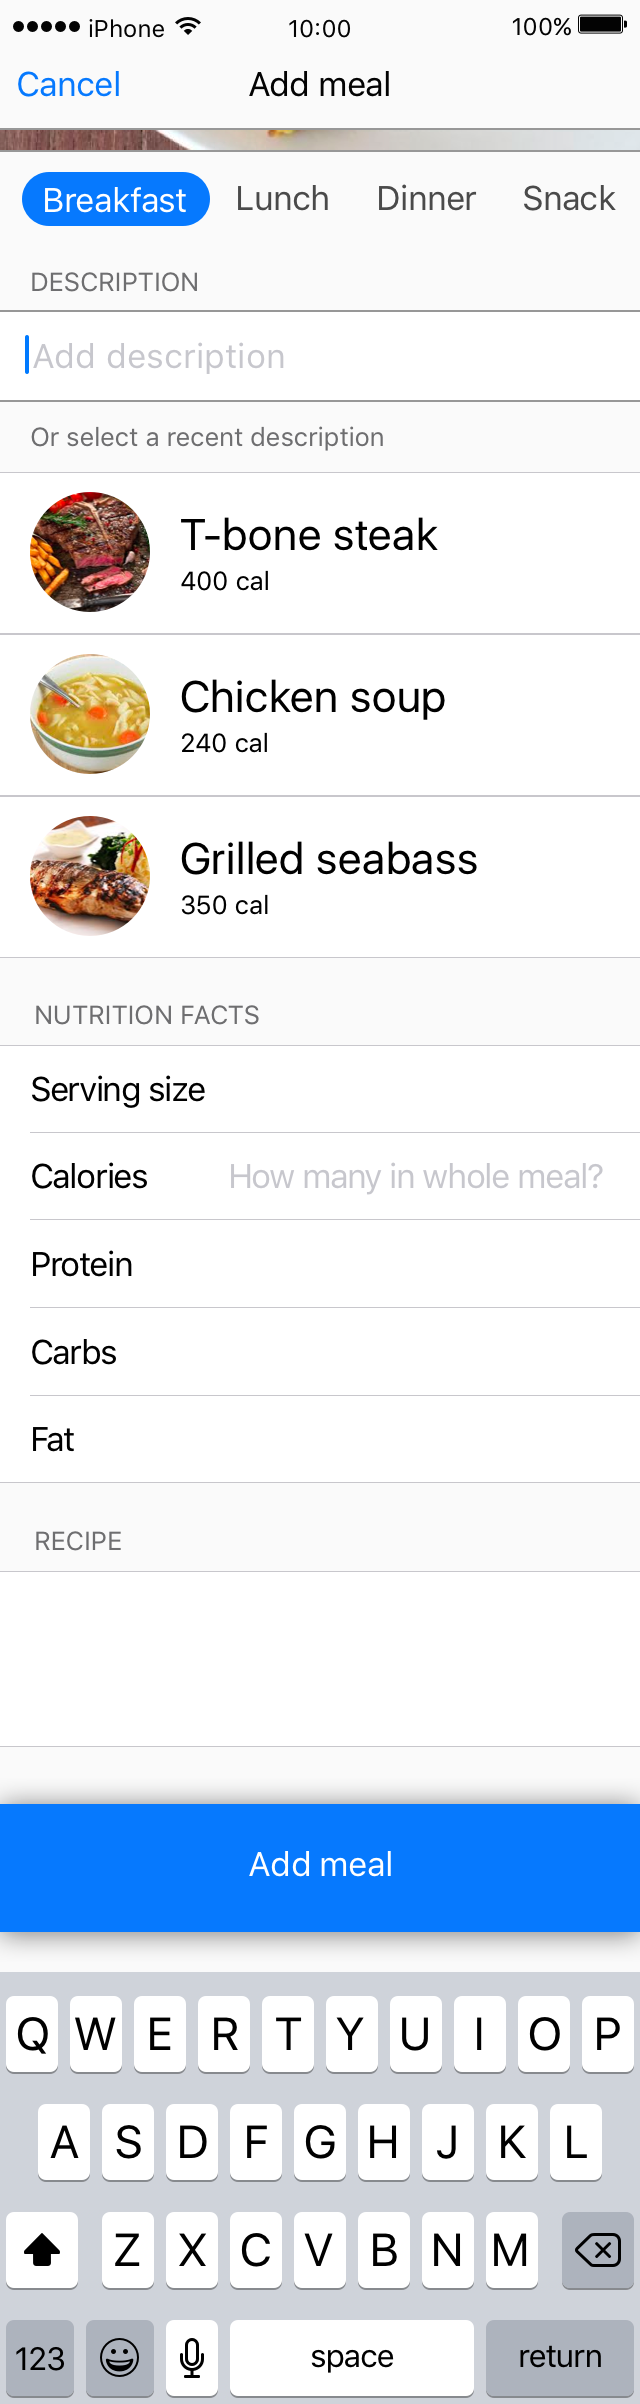 iPhone 10:00 100%
Cancel Add meal
Breakfast Lunch Dinner Snack
DESCRIPTION
Add description
Or select a recent description
T-bone steak
400 cal
Chicken soup
240 cal
Grilled seabass
350 cal
NUTRITION FACTS
Serving size
Calories How many in whole meal?
Protein
Carbs
Fat
RECIPE
Add meal
Q W E R T Y U I O P
A S D F G H J K L
Z X C V B N M
123 space return